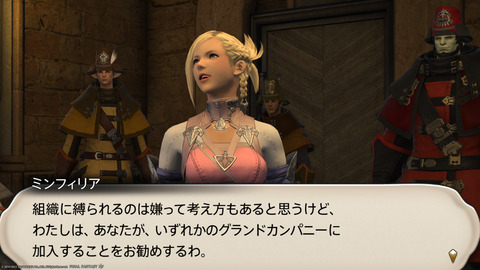 ミンフィリア
組織に縛られるのは嫌って考え方もあると思うけど、
わたしは、あなたが、いずれかのグランドカンパニーに
加入することをお勧めするわ。